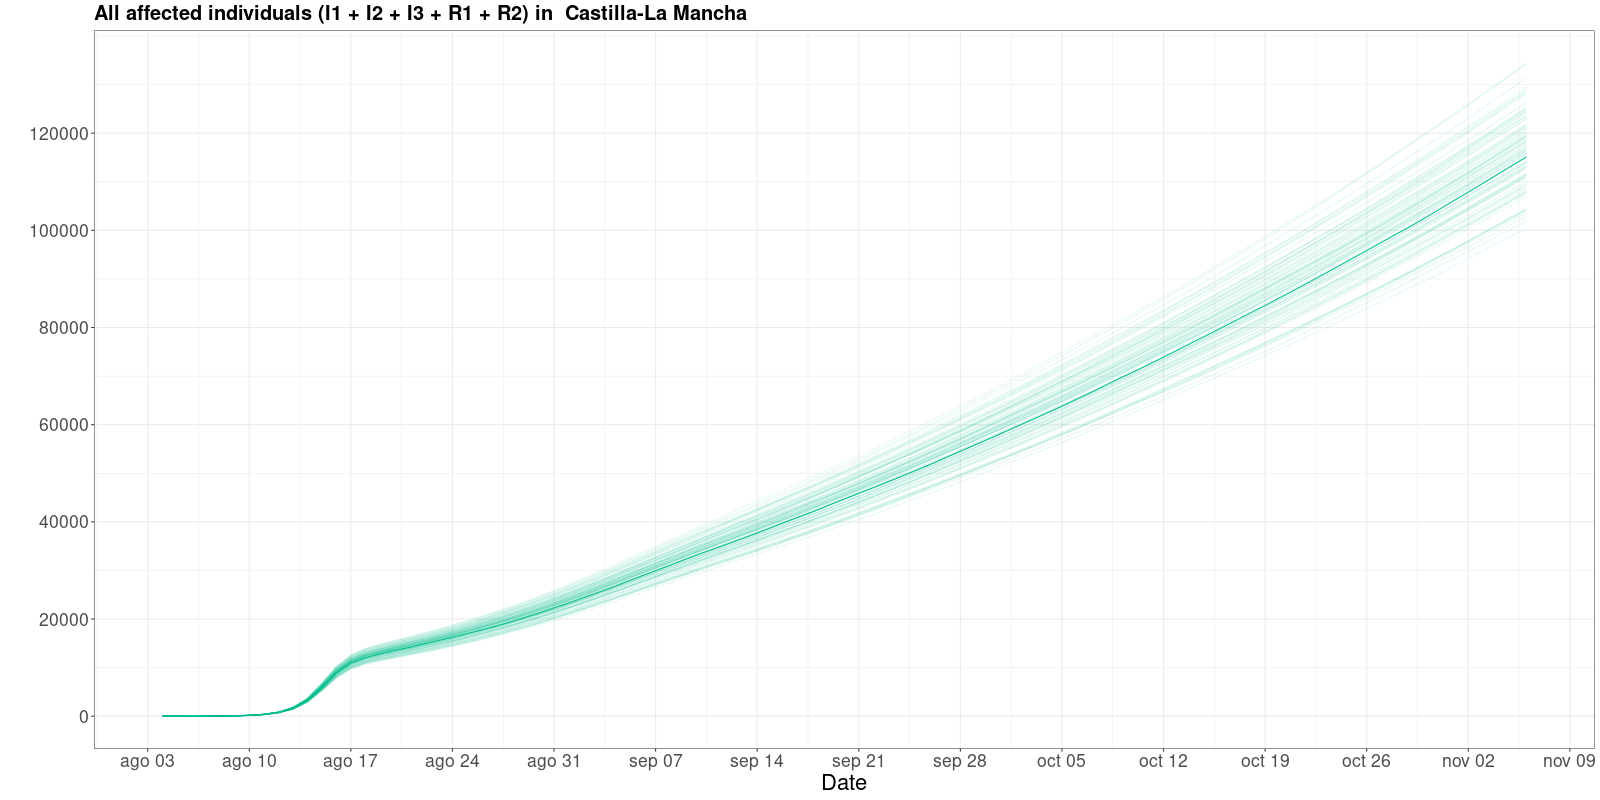 All affected individuals (I1 + I2 + I3 + R1 + R2) in  Castilla-La Mancha
120000
100000
80000
60000
40000
20000
0
ago 03 ago 10 ago 17 ago 24 ago 31 sep 07 sep 14 sep 21 sep 28 oct 05 oct 12 oct 19 oct 26 nov 02 nov 09
Date